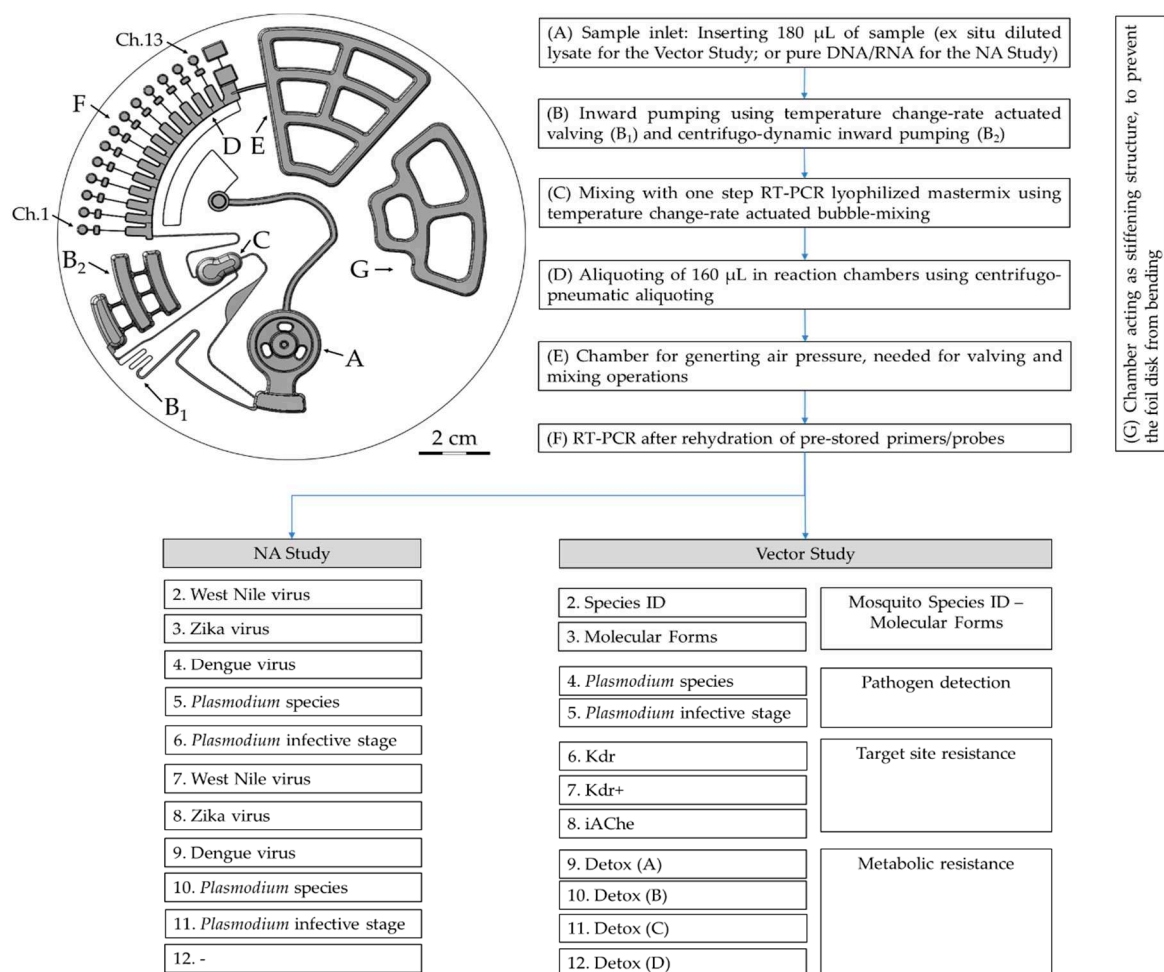 Ch.13
F
D
E
Ch.1
C
B2
G
A
B1
2 cm
(A) Sample inlet: Inserting 180 µL of sample (ex situ diluted
lysate for the Vector Study; or pure DNA/RNA for the NA Study)
(B) Inward pumping using temperature change-rate actuated
valving (B1) and centrifugo-dynamic inward pumping (B2)
(C) Mixing with one step RT-PCR lyophilized mastermix using
temperature change-rate actuated bubble-mixing
(D) Aliquoting of 160 µL in reaction chambers using centrifugo-
pneumatic aliquoting
(E) Chamber for generting air pressure, needed for valving and
mixing operations
(F) RT-PCR after rehydration of pre-stored primers/probes
(G) Chamber acting as stiffening structure, to prevent
the foil disk from bending
NA Study
2. West Nile virus
3. Zika virus
4. Dengue virus
5. Plasmodium species
6. Plasmodium infective stage
7. West Nile virus
8. Zika virus
9. Dengue virus
10. Plasmodium species
11. Plasmodium infective stage
12. -
Vector Study
2. Species ID
3. Molecular Forms
Mosquito Species ID –
Molecular Forms
4. Plasmodium species
5. Plasmodium infective stage
Pathogen detection
6. Kdr
7. Kdr+
8. iAChe
Target site resistance
9. Detox (A)
10. Detox (B)
11. Detox (C)
12. Detox (D)
Metabolic resistance